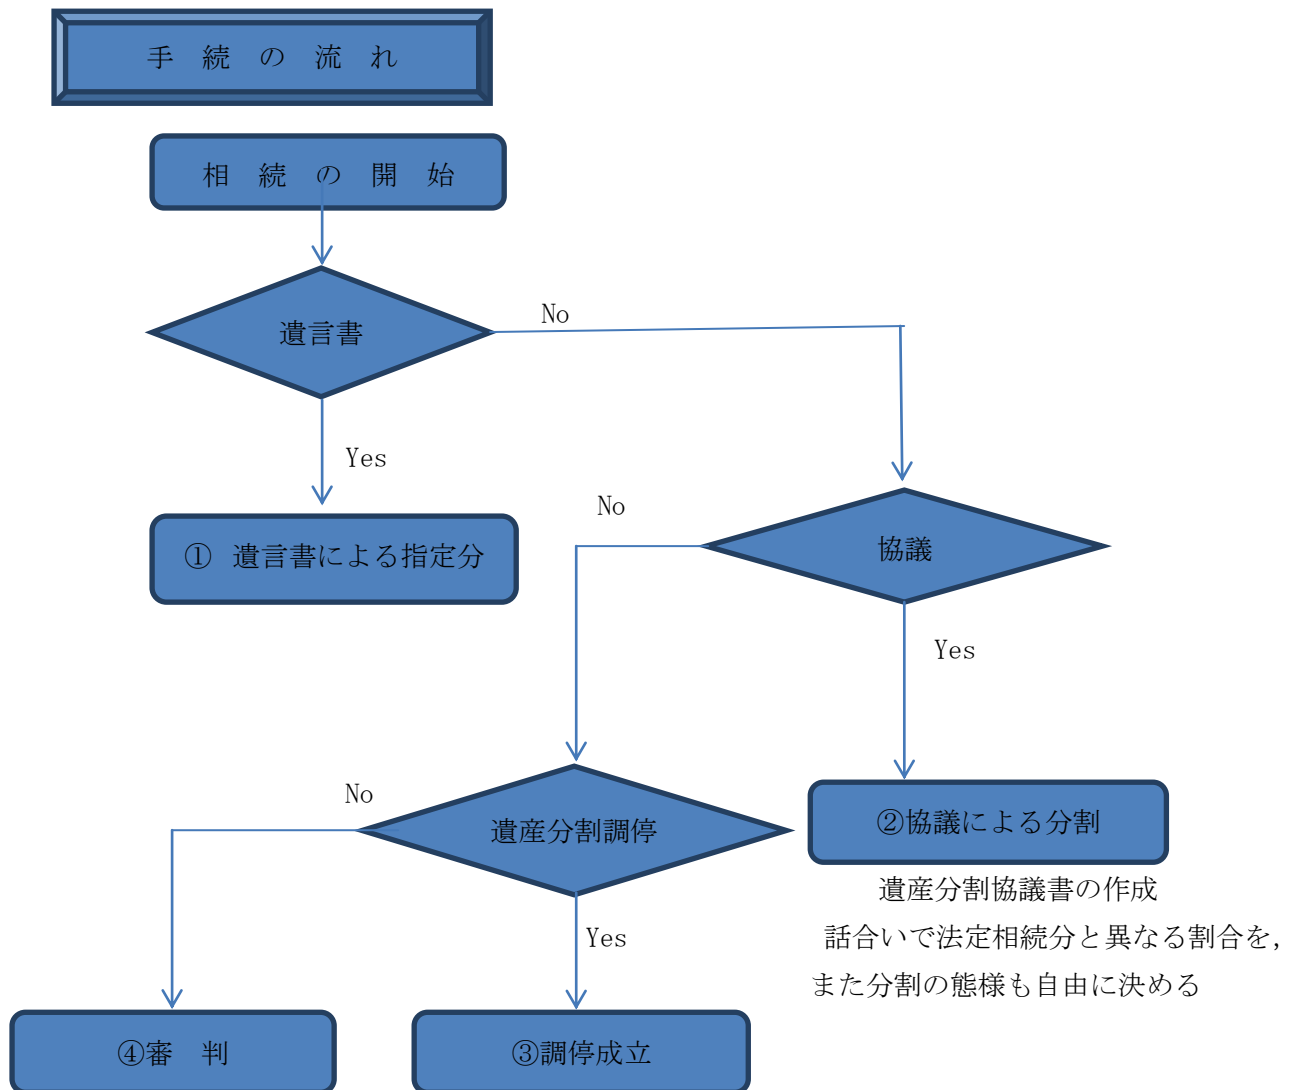 手 続 の 流 れ
相 続 の 開 始
遺言書
No
Yes
① 遺言書による指定分
No
協議
Yes
No
遺産分割調停
②協議による分割
遺産分割協議書の作成
話合いで法定相続分と異なる割合を，
また分割の態様も自由に決める
Yes
④審 判
③調停成立